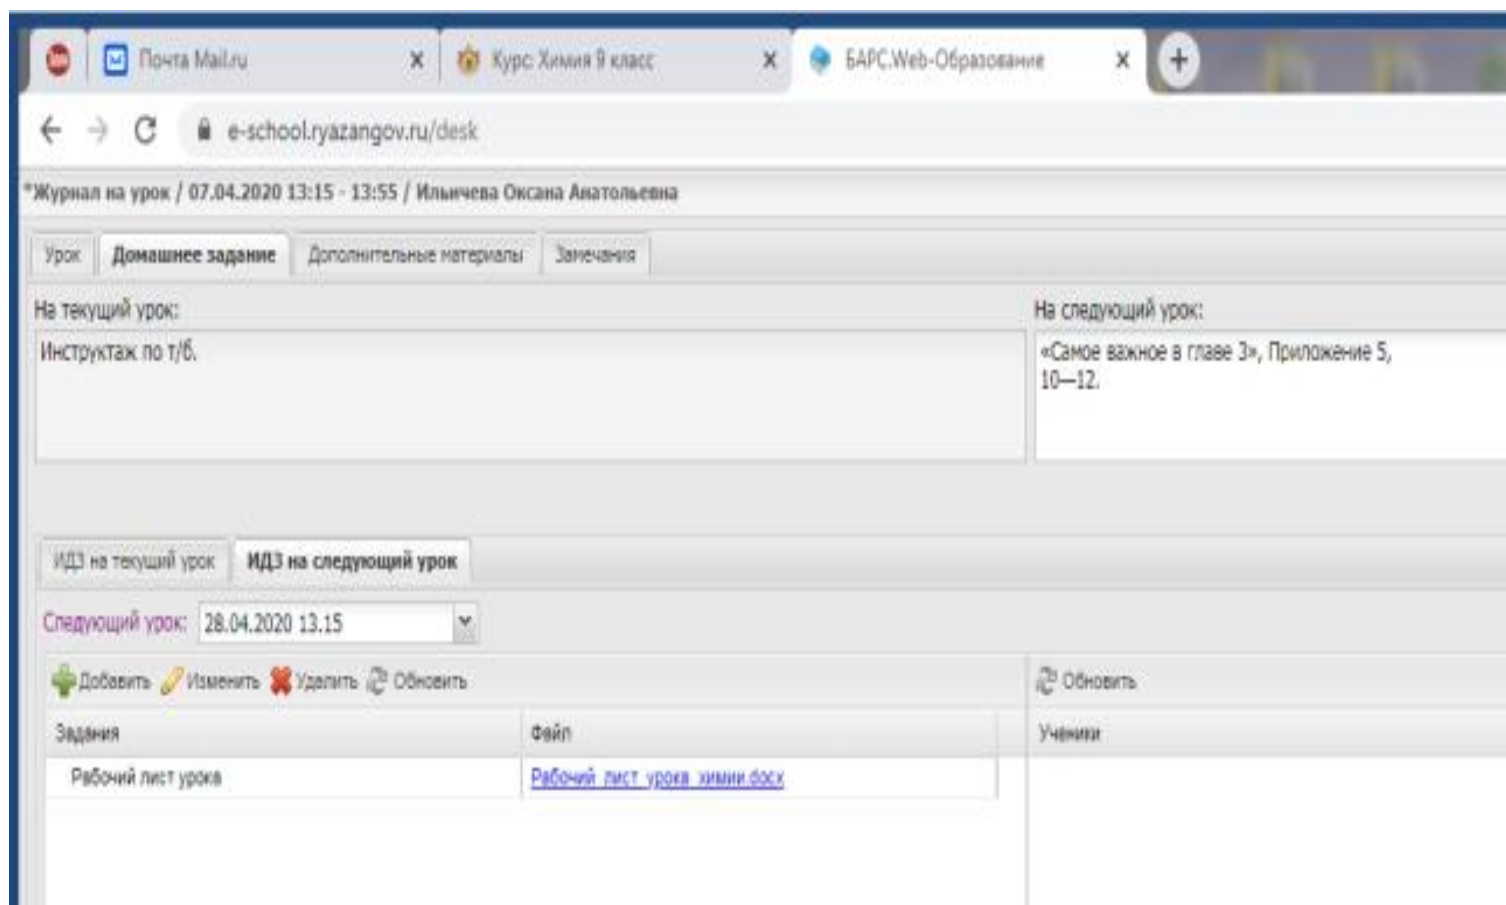 Почта Mail.ru
Курс: Химия 9 класс
БАРС.Web-Образование
e-school.ryazangov.ru/desk
*Журнал на урок / 07.04.2020 13:15 - 13:55 / Ильичева Оксана Анатольевна
Урок Домашнее задание Дополнительные материалы Замечания
На текущий урок: На следующий урок:
Инструктаж по т/б.
«Самое важное в главе 3», Приложение 5,
10—12.
ИДЗ на текущий урок ИДЗ на следующий урок
Следующий урок: 28.04.2020 13.15
Добавить Изменить Удалить Обновить Обновить
Задания Файл Ученики
Рабочий лист урока Рабочий_лист_урока_химии.docx